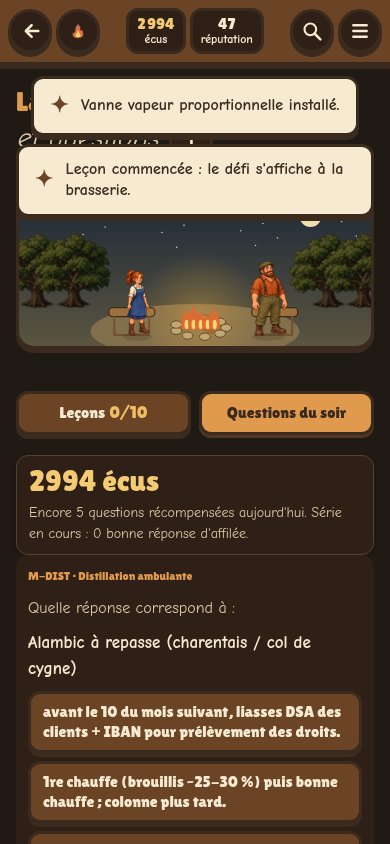 2994
écus
47
réputation
Vanne vapeur proportionnelle installé.
Leçon commencée : le défi s'affiche à la
brasserie.
Leçons 0/10
Questions du soir
2994 écus
Encore 5 questions récompensées aujourd'hui. Série
en cours : 0 bonne réponse d'affilée.
M-DIST · Distillation ambulante
Quelle réponse correspond à :
Alambic à repasse (charentais / col de
cygne)
avant le 10 du mois suivant, liasses DSA des
clients + IBAN pour prélèvement des droits.
1re chauffe (brouillis ~25-30 %) puis bonne
chauffe ; colonne plus tard.